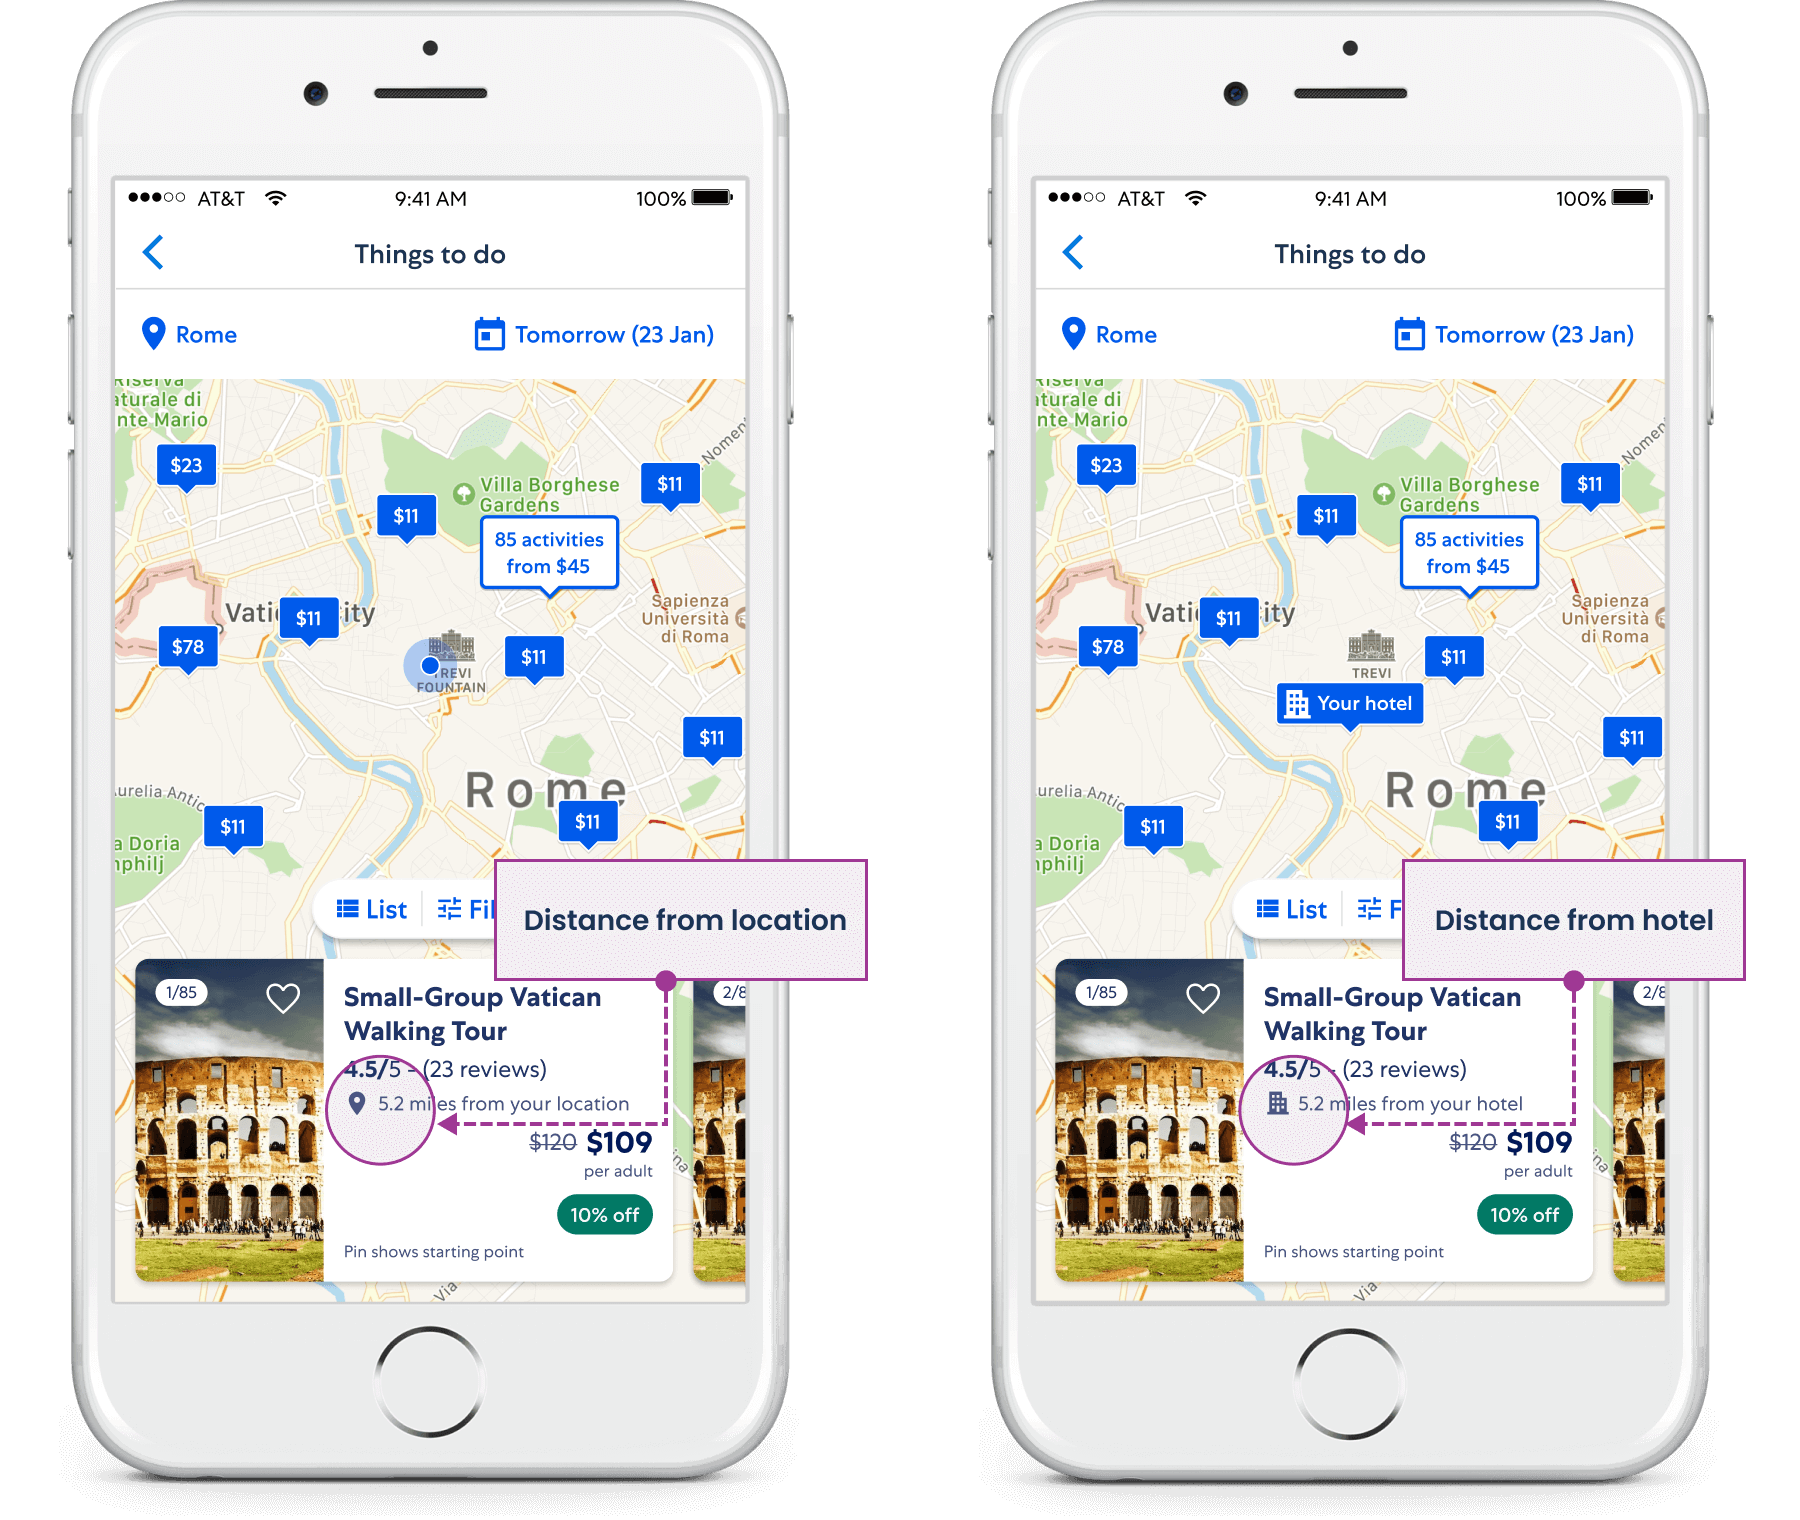 AT&T 9:41 AM 100%
Things to do
Rome Tomorrow (23 Jan)
aturale di
nte Mario
$23
Villa Borghese
Gardens
$11
$11
Nomen
85 activities
from $45
Sapienza
Università
di Roma
$11
$78
$11
TREVI
FOUNTAIN
$11
Rome
$11
urelia Antic
$11
a Doria
nphilj
List Fil
Distance from location
1/85
Small-Group Vatican
Walking Tour
4.5/5 - (23 reviews)
5.2 miles from your location
$120 $109
per adult
10% off
Pin shows starting point
2/8
Via
AT&T 9:41 AM 100%
Things to do
Rome Tomorrow (23 Jan)
aturale di
nte Mario
$23
Villa Borghese
Gardens
$11
$11
Nomen
85 activities
from $45
Sapienza
Università
di Roma
$11
$78
$11
TREVI
Your hotel
$11
Rome
$11
urelia Antic
$11
a Doria
mphilj
List F
Distance from hotel
1/85
Small-Group Vatican
Walking Tour
4.5/5 - (23 reviews)
5.2 miles from your hotel
$120 $109
per adult
10% off
Pin shows starting point
2/8
Via